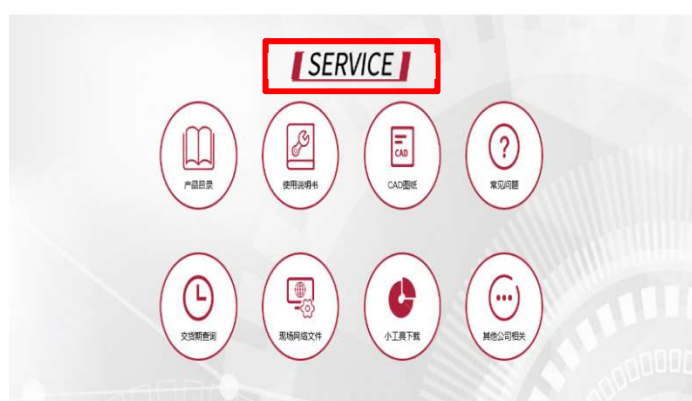 SERVICE
CAD
产品目录
使用说明书
CAD图纸
常见问题
交货期查询
现场网络文件
小工具下载
其他公司相关